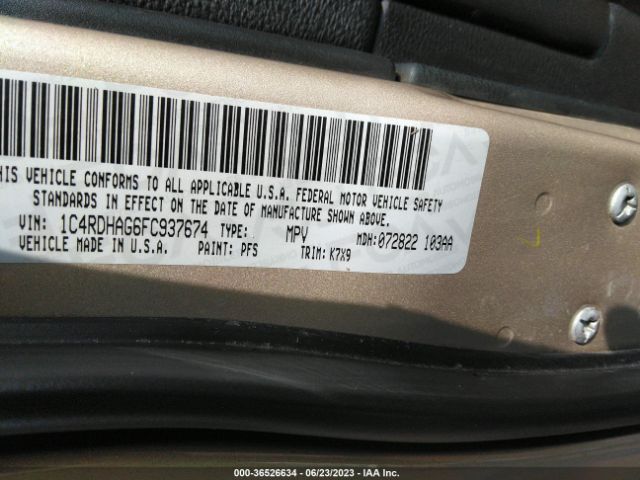 THIS VEHICLE CONFORMS TO ALL APPLICABLE U.S.A. FEDERAL MOTOR VEHICLE SAFETY
STANDARDS IN EFFECT ON THE DATE OF MANUFACTURE SHOWN ABOVE.
VIN: 1C4RDHAG6FC937674 TYPE: MPV MDH: 072822 103AA
VEHICLE MADE IN U.S.A. PAINT: PFS TRIM: K7X9
000-36526634 - 06/23/2023 - IAA Inc.